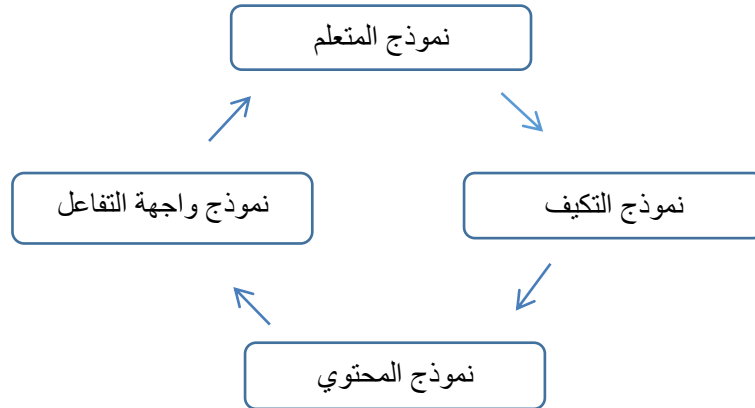 نموذج المتعلم
نموذج التكيف
نموذج واجهة التفاعل
نموذج المحتوي